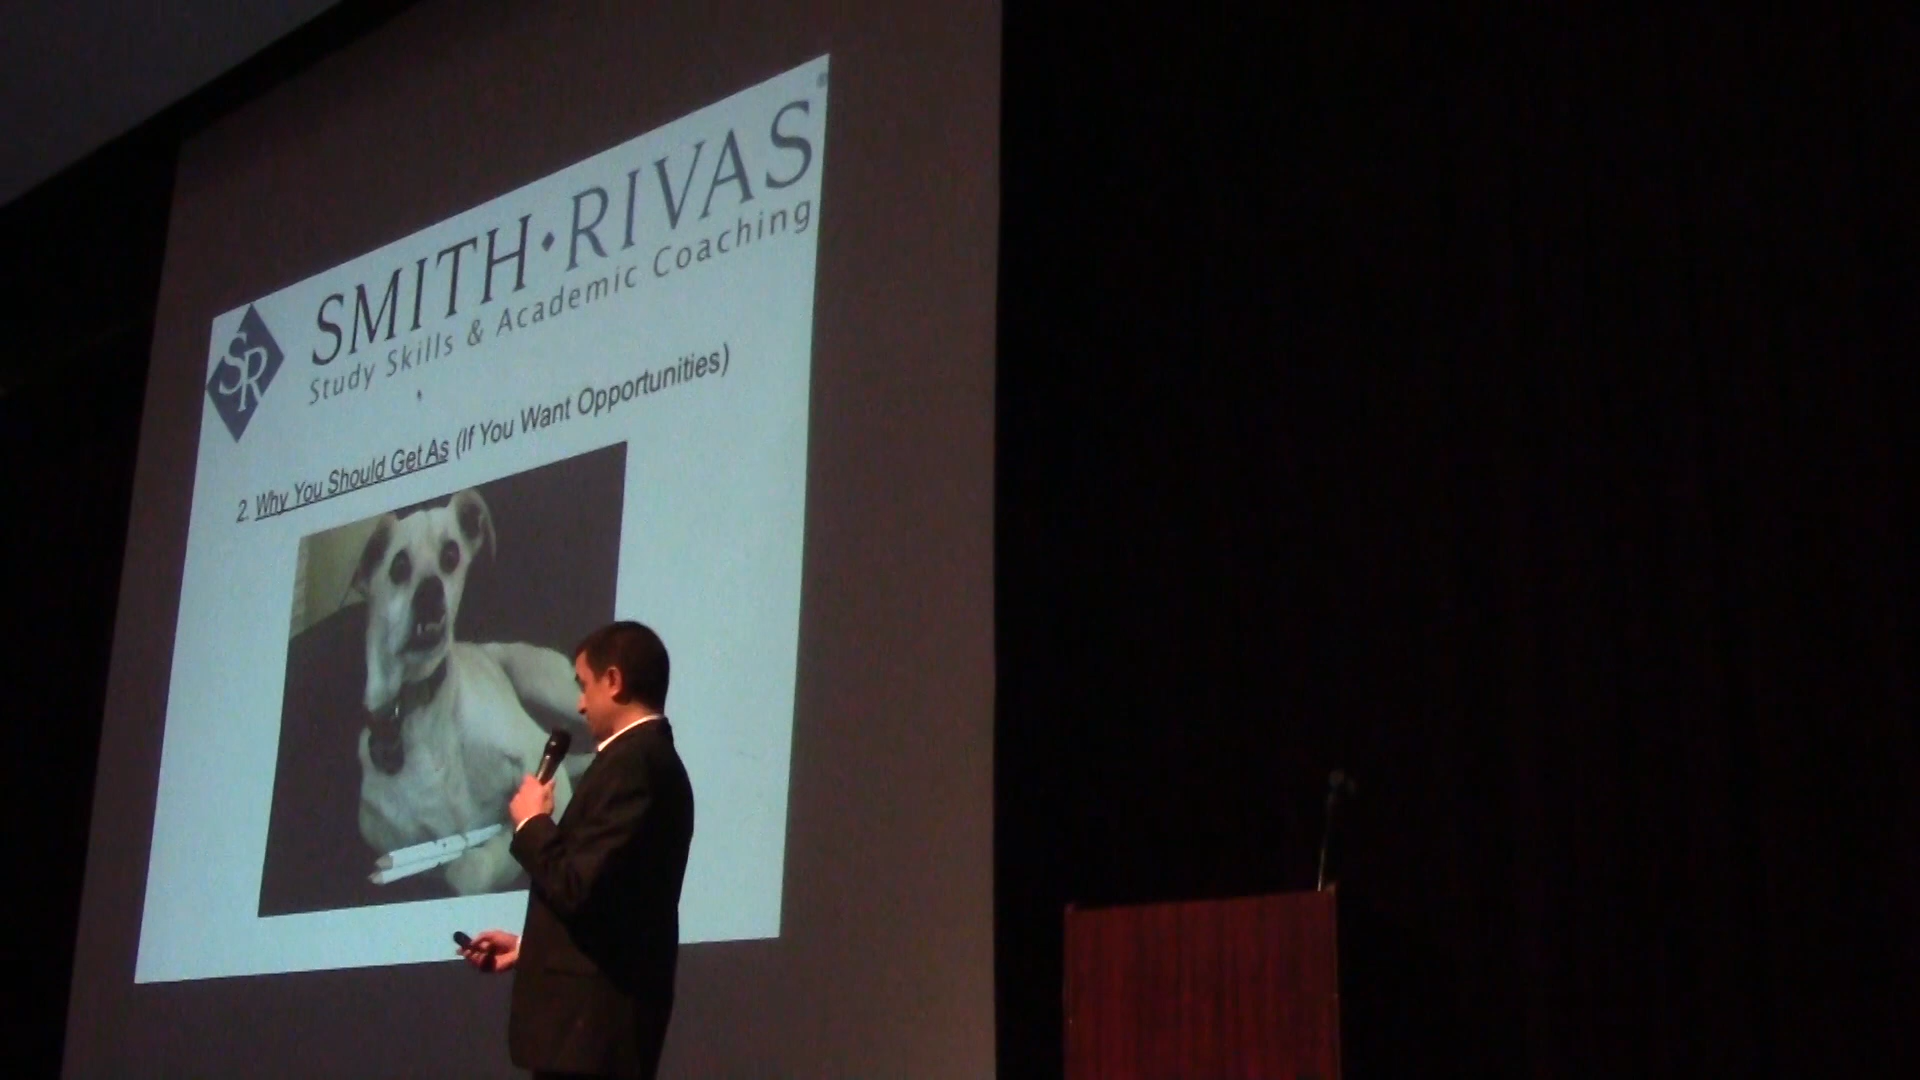 ®
SMITH·RIVAS
SR
Study Skills & Academic Coaching
2. Why You Should Get As (If You Want Opportunities)